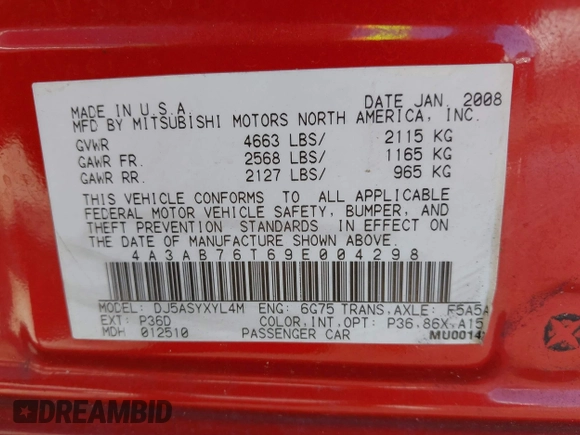 MADE IN U.S.A. DATE JAN. 2008
MFD BY MITSUBISHI MOTORS NORTH AMERICA, INC.
GVWR 4663 LBS/ 2115 KG
GAWR FR. 2568 LBS/ 1165 KG
GAWR RR. 2127 LBS/ 965 KG
THIS VEHICLE CONFORMS TO ALL APPLICABLE
FEDERAL MOTOR VEHICLE SAFETY, BUMPER, AND
THEFT PREVENTION STANDARDS IN EFFECT ON
THE DATE OF MANUFACTURE SHOWN ABOVE.
4A3AB76T69E004298
MODEL: DJ5ASYXYL4M ENG: 6G75 TRANS.AXLE: F5A5A
EXT: P36D COLOR,INT,OPT: P36,86X,A15
MDH 012510 PASSENGER CAR MU0014
DREAMBID